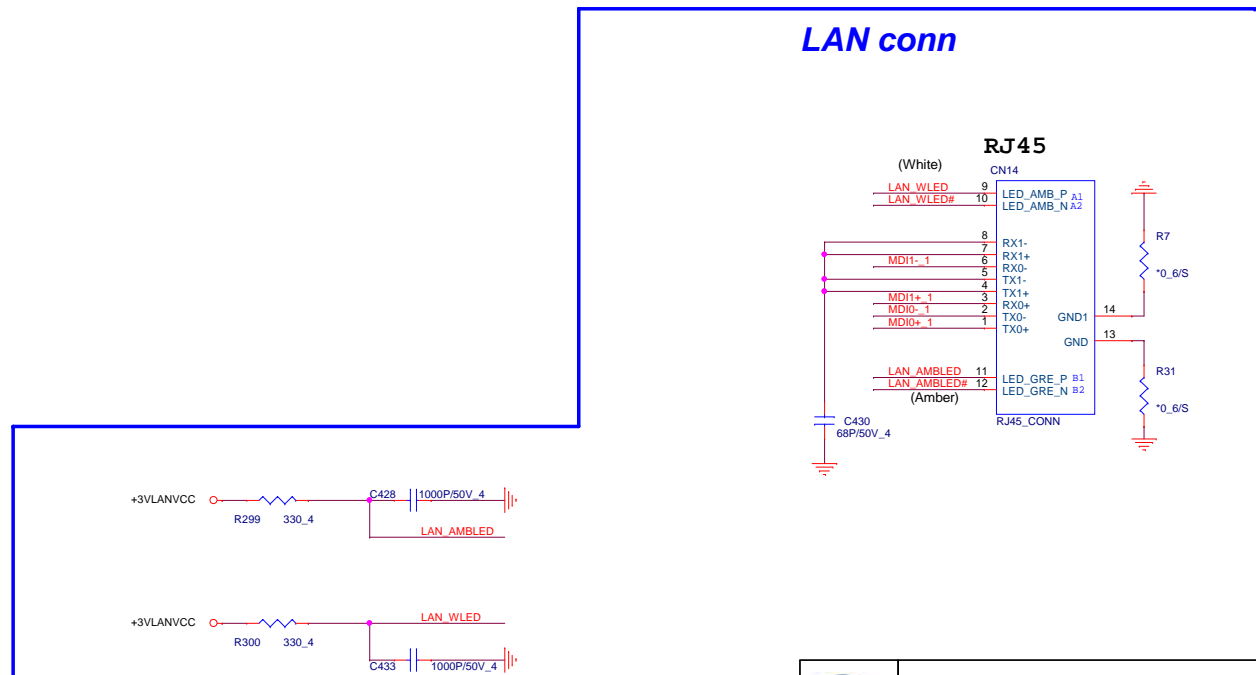 LAN conn
RJ45
(White)
CN14
LAN_WLED 9 LED_AMB_P A1
LAN_WLED# 10 LED_AMB_N A2
8 RX1-
7 RX1+
MDI1-_1 6 RX0-
5 TX1-
4 TX1+
MDI1+_1 3 RX0+
MDI0-_1 2 TX0-
MDI0+_1 1 TX0+
GND1 14
GND 13
R7
*0_6/S
R31
*0_6/S
LAN_AMBLED 11 LED_GRE_P B1
LAN_AMBLED# 12 LED_GRE_N B2
(Amber)
RJ45_CONN
C430
68P/50V_4
+3VLANVCC
R299 330_4
C428 1000P/50V_4
LAN_AMBLED
+3VLANVCC
R300 330_4
LAN_WLED
C433 1000P/50V_4